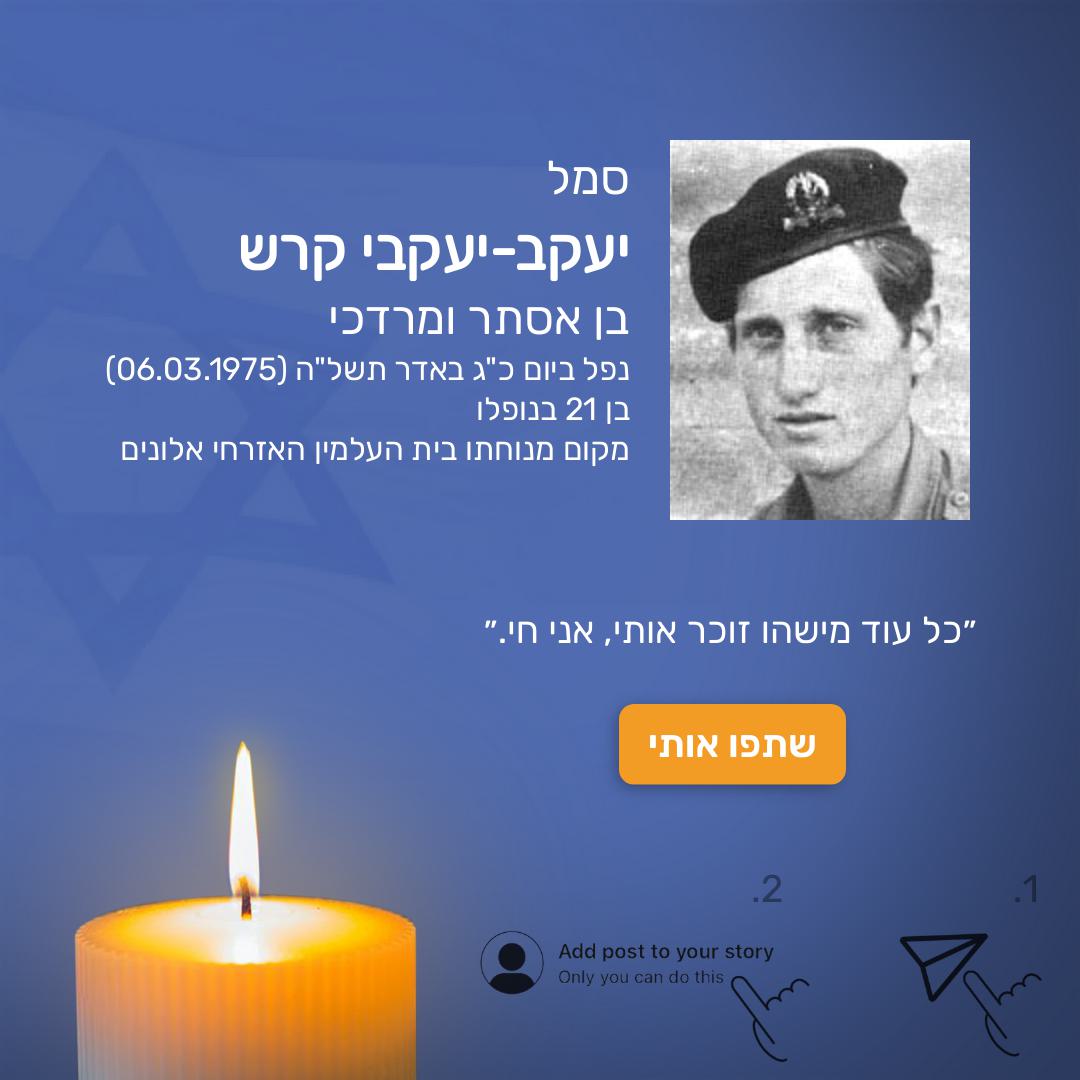 סמל
יעקב-יעקבי קרש
בן אסתר ומרדכי
נפל ביום כ"ג באדר תשל"ה (06.03.1975)
בן 21 בנופלו
מקום מנוחתו בית העלמין האזרחי אלונים
״כל עוד מישהו זוכר אותי, אני חי.״
שתפו אותי
.1
.2
Add post to your story
Only you can do this